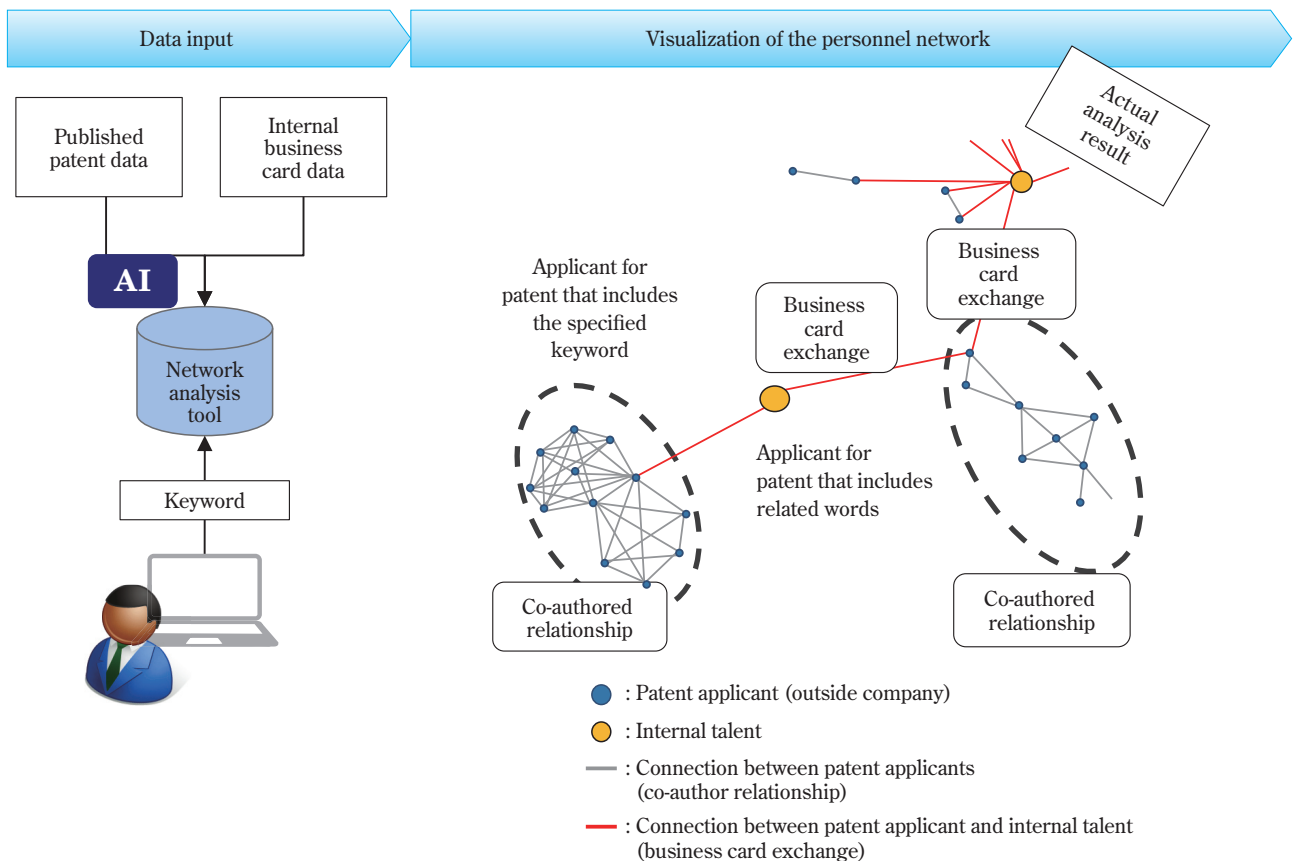 Data input
Visualization of the personnel network
Published
patent data
Internal
business
card data
AI
Network
analysis
tool
Keyword
Actual
analysis
result
Business
card
exchange
Business
card
exchange
Applicant for
patent that includes
the specified
keyword
Applicant for
patent that includes
related words
Co-authored
relationship
Co-authored
relationship
: Patent applicant (outside company)
: Internal talent
: Connection between patent applicants
(co-author relationship)
: Connection between patent applicant and internal talent
(business card exchange)